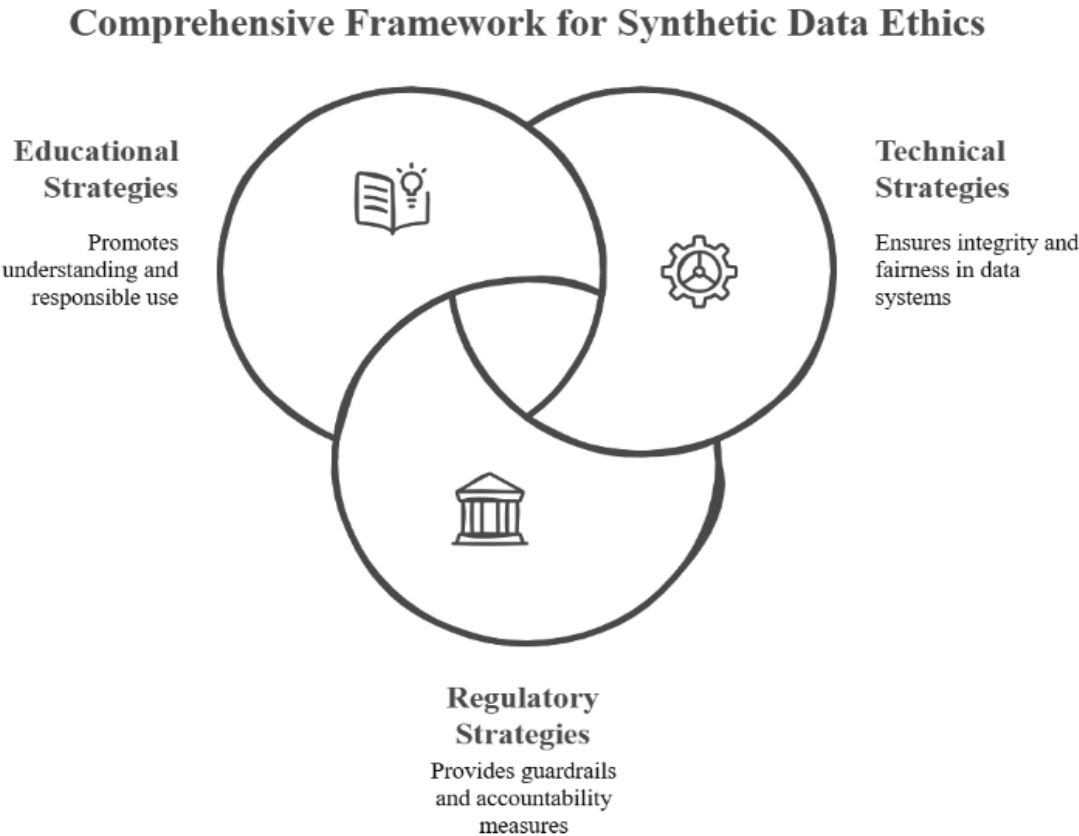 Comprehensive Framework for Synthetic Data Ethics
Educational
Strategies
Promotes
understanding and
responsible use
Technical
Strategies
Ensures integrity and
fairness in data
systems
Regulatory
Strategies
Provides guardrails
and accountability
measures